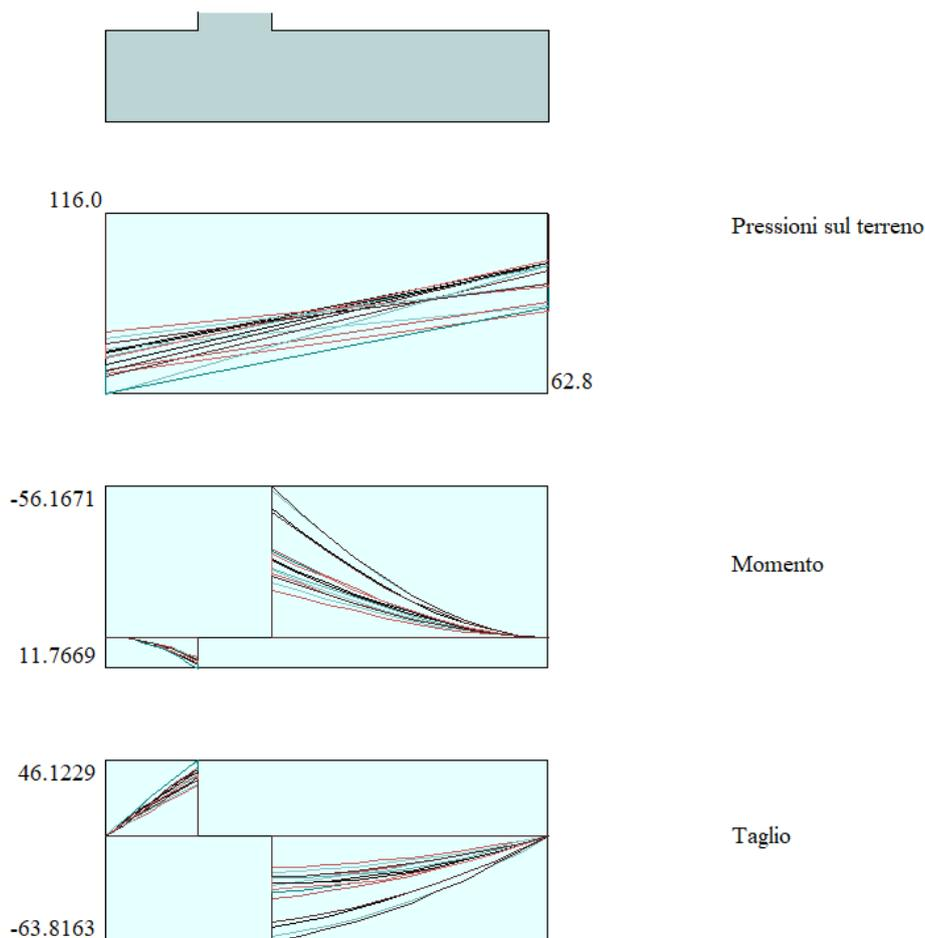 116.0
Pressioni sul terreno
62.8
-56.1671
Momento
11.7669
46.1229
Taglio
-63.8163